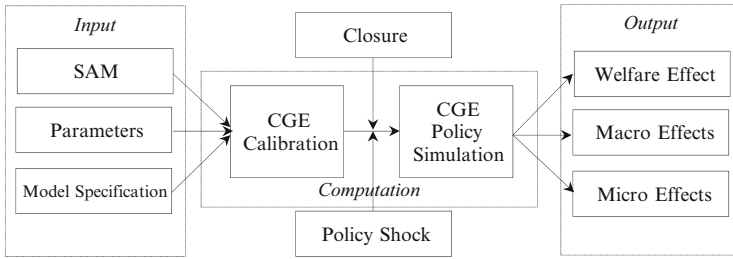 Input
SAM
Parameters
Model Specification
Closure
CGE
Calibration
CGE
Policy
Simulation
Computation
Policy Shock
Output
Welfare Effect
Macro Effects
Micro Effects